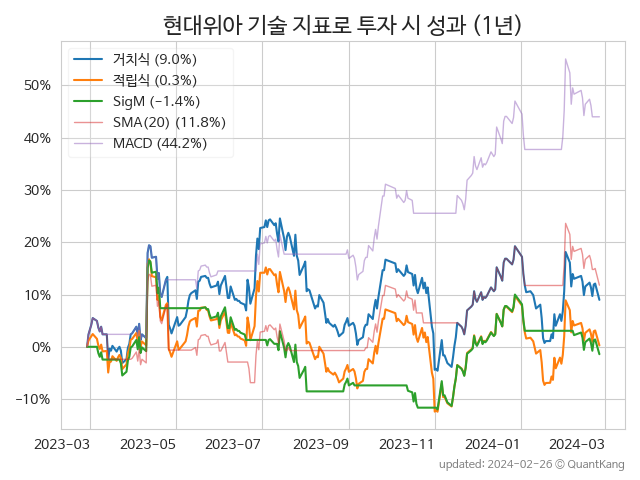 현대위아 기술 지표로 투자 시 성과 (1년)
거치식 (9.0%)
적립식 (0.3%)
SigM (−1.4%)
SMA(20) (11.8%)
MACD (44.2%)
50%
40%
30%
20%
10%
0%
−10%
2023−03 2023−05 2023−07 2023−09 2023−11 2024−01 2024−03
updated: 2024−02−26 © QuantKang